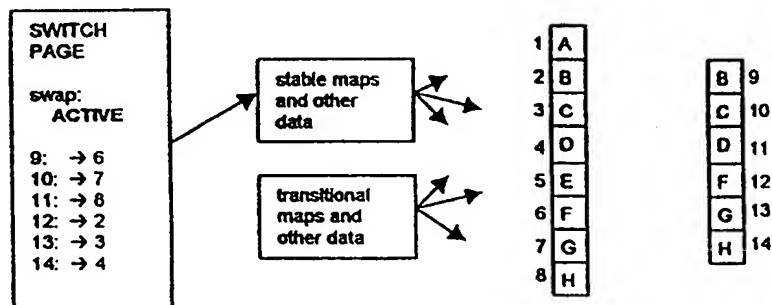 SWITCH
PAGE
swap:
ACTIVE
9: → 6
10: → 7
11: → 8
12: → 2
13: → 3
14: → 4
stable maps
and other
data
transitional
maps and
other data
1 A
2 B
3 C
4 D
5 E
6 F
7 G
8 H
B 9
C 10
D 11
F 12
G 13
H 14